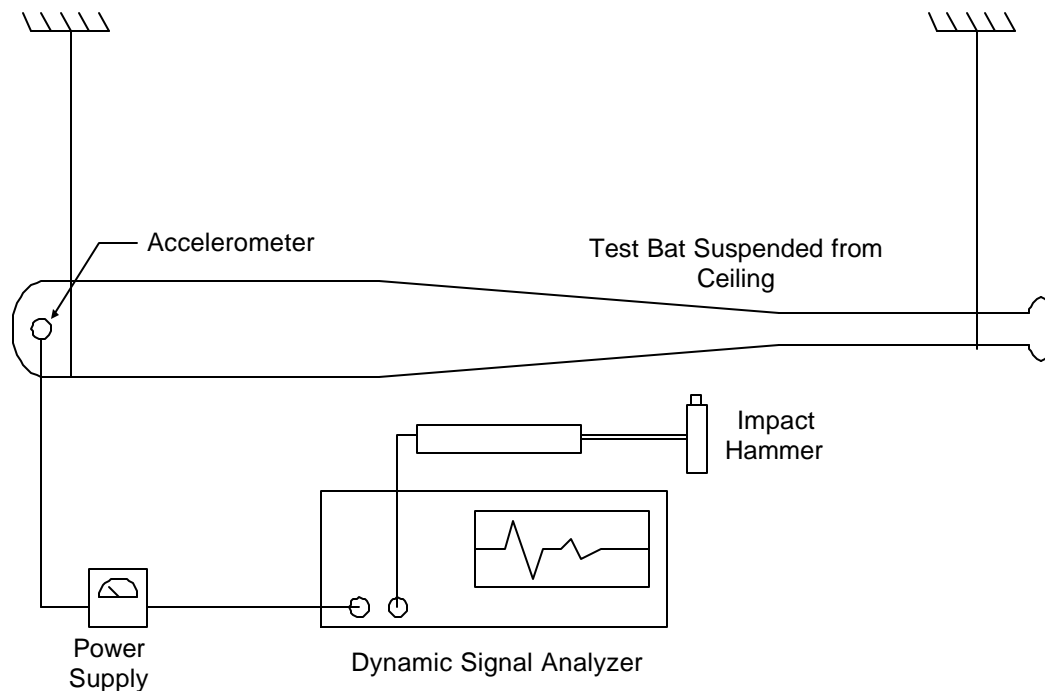 Accelerometer
Test Bat Suspended from
Ceiling
Impact
Hammer
Power
Supply
Dynamic Signal Analyzer